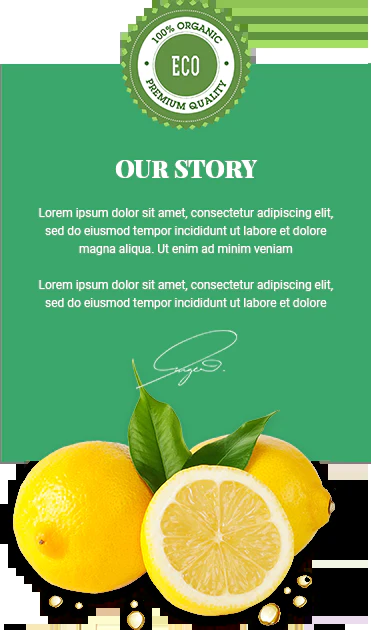 100% ORGANIC
ECO
PREMIUM QUALITY
OUR STORY
Lorem ipsum dolor sit amet, consectetur adipiscing elit,
sed do eiusmod tempor incididunt ut labore et dolore
magna aliqua. Ut enim ad minim veniam
Lorem ipsum dolor sit amet, consectetur adipiscing elit,
sed do eiusmod tempor incididunt ut labore et dolore